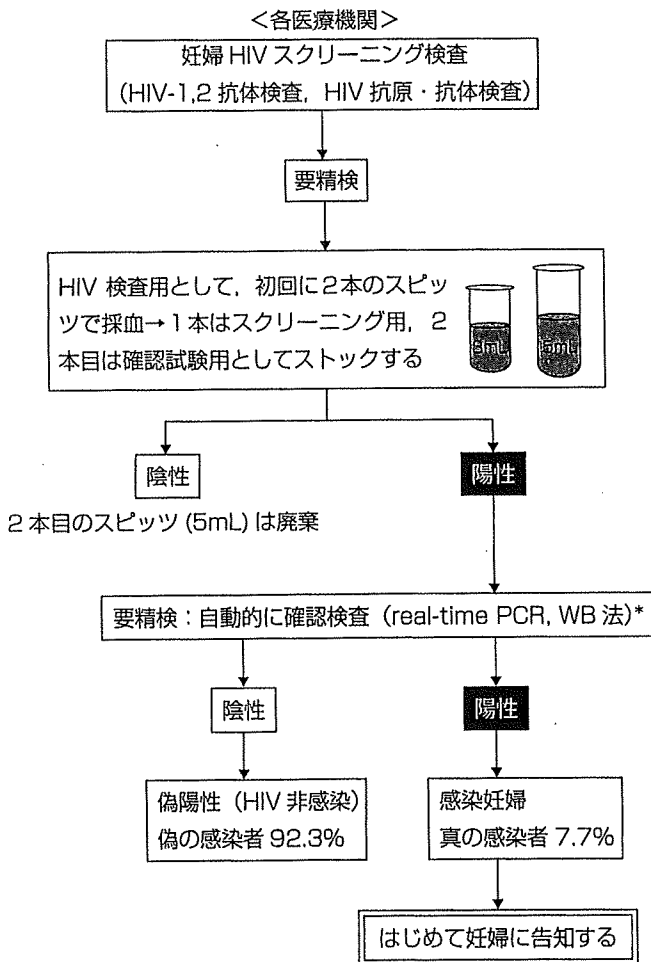 <各医療機関>
妊婦 HIV スクリーニング検査
(HIV-1,2 抗体検査, HIV 抗原・抗体検査)
要精検
HIV 検査用として, 初回に2本のスピッ
ツで採血→1本はスクリーニング用, 2
本目は確認試験用としてストックする
5mL
陰性
陽性
2本目のスピッツ (5mL) は廃棄
要精検:自動的に確認検査 (real-time PCR, WB 法)*
陰性
陽性
偽陽性 (HIV 非感染)
偽の感染者 92.3%
感染妊婦
真の感染者 7.7%
はじめて妊婦に告知する